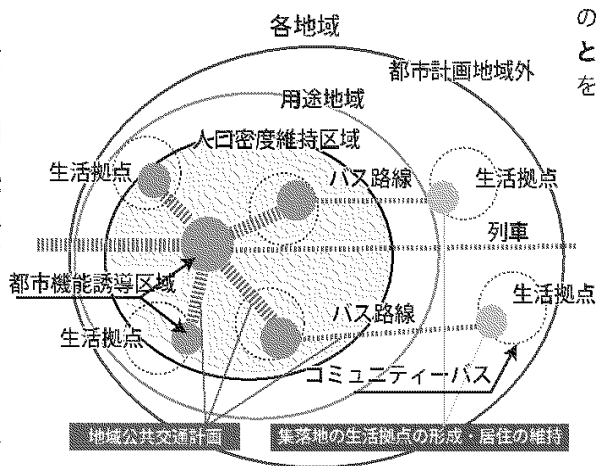 各地域
の
と
を
都市計画地域外
用途地域
人口密度維持区域
生活拠点
バス路線
生活拠点
列車
都市機能誘導区域
生活拠点
バス路線
生活拠点
コミュニティーバス
地域公共交通計画
集落地の生活拠点の形成・居住の維持